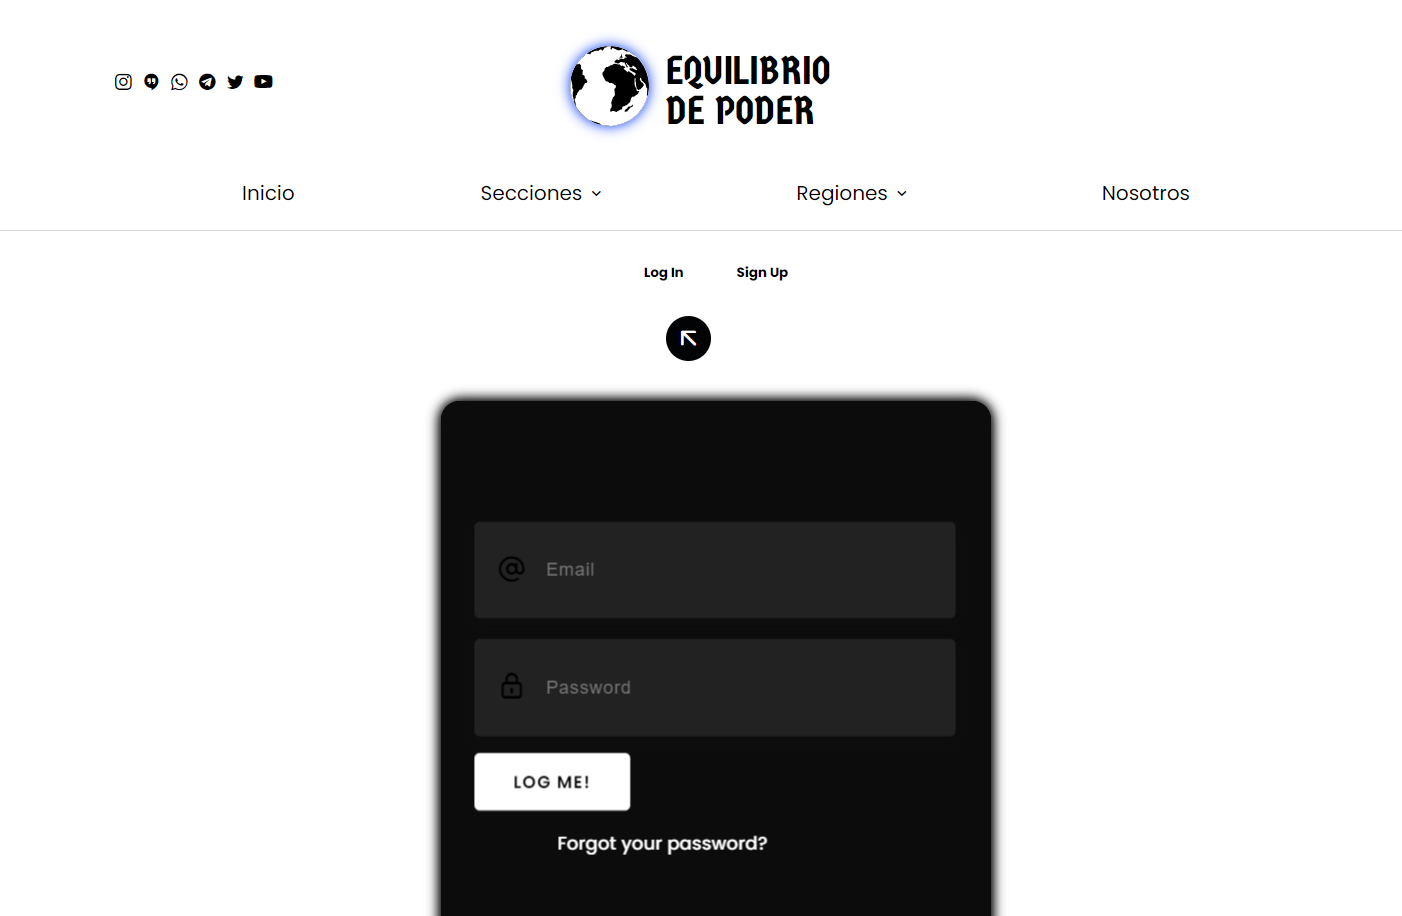 EQUILIBRIO
DE PODER
Inicio
Secciones
Regiones
Nosotros
Log In
Sign Up
Email
Password
LOG ME!
Forgot your password?